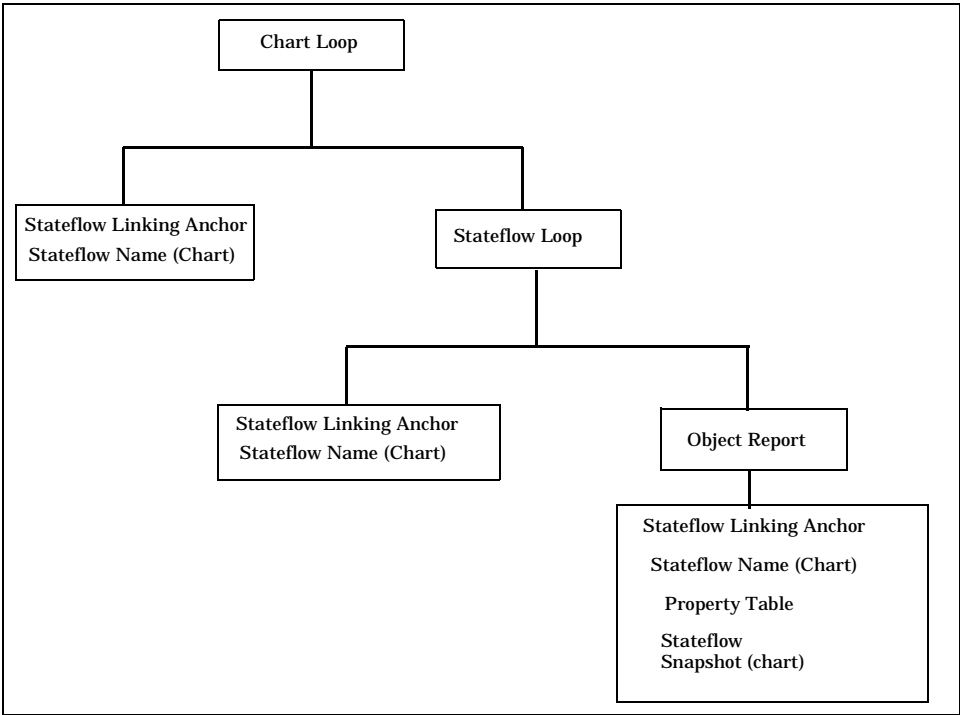 Chart Loop
Stateflow Linking Anchor
Stateflow Name (Chart)
Stateflow Loop
Stateflow Linking Anchor
Stateflow Name (Chart)
Object Report
Stateflow Linking Anchor
Stateflow Name (Chart)
Property Table
Stateflow
Snapshot (chart)